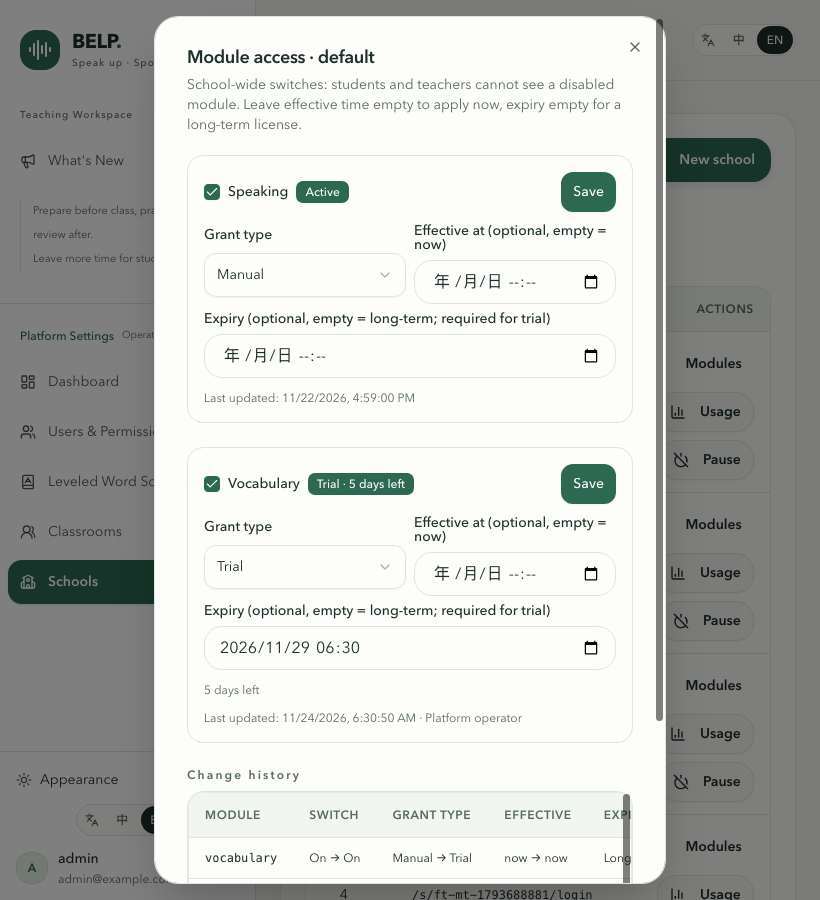 BELP.
Speak up · Spo
中
EN
Teaching Workspace
What's New
Prepare before class, pra
review after.
Leave more time for stud
Platform Settings
Operat
Dashboard
Users & Permissi
Leveled Word Sc
Classrooms
Schools
Appearance
中
A
admin
admin@example.co
New school
ACTIONS
Modules
Usage
Pause
Modules
Usage
Pause
Modules
Usage
Pause
Modules
Usage
4
/s/ft-mt-1793688881/login
Module access · default
School-wide switches: students and teachers cannot see a disabled
module. Leave effective time empty to apply now, expiry empty for a
long-term license.
Speaking
Active
Save
Grant type
Effective at (optional, empty =
now)
Manual
年 /月/日 --:--
Expiry (optional, empty = long-term; required for trial)
年 /月/日 --:--
Last updated: 11/22/2026, 4:59:00 PM
Vocabulary
Trial · 5 days left
Save
Grant type
Effective at (optional, empty =
now)
Trial
年 /月/日 --:--
Expiry (optional, empty = long-term; required for trial)
2026/11/29 06:30
5 days left
Last updated: 11/24/2026, 6:30:50 AM · Platform operator
Change history
MODULE
SWITCH
GRANT TYPE
EFFECTIVE
EXPI
vocabulary
On → On
Manual → Trial
now → now
Long